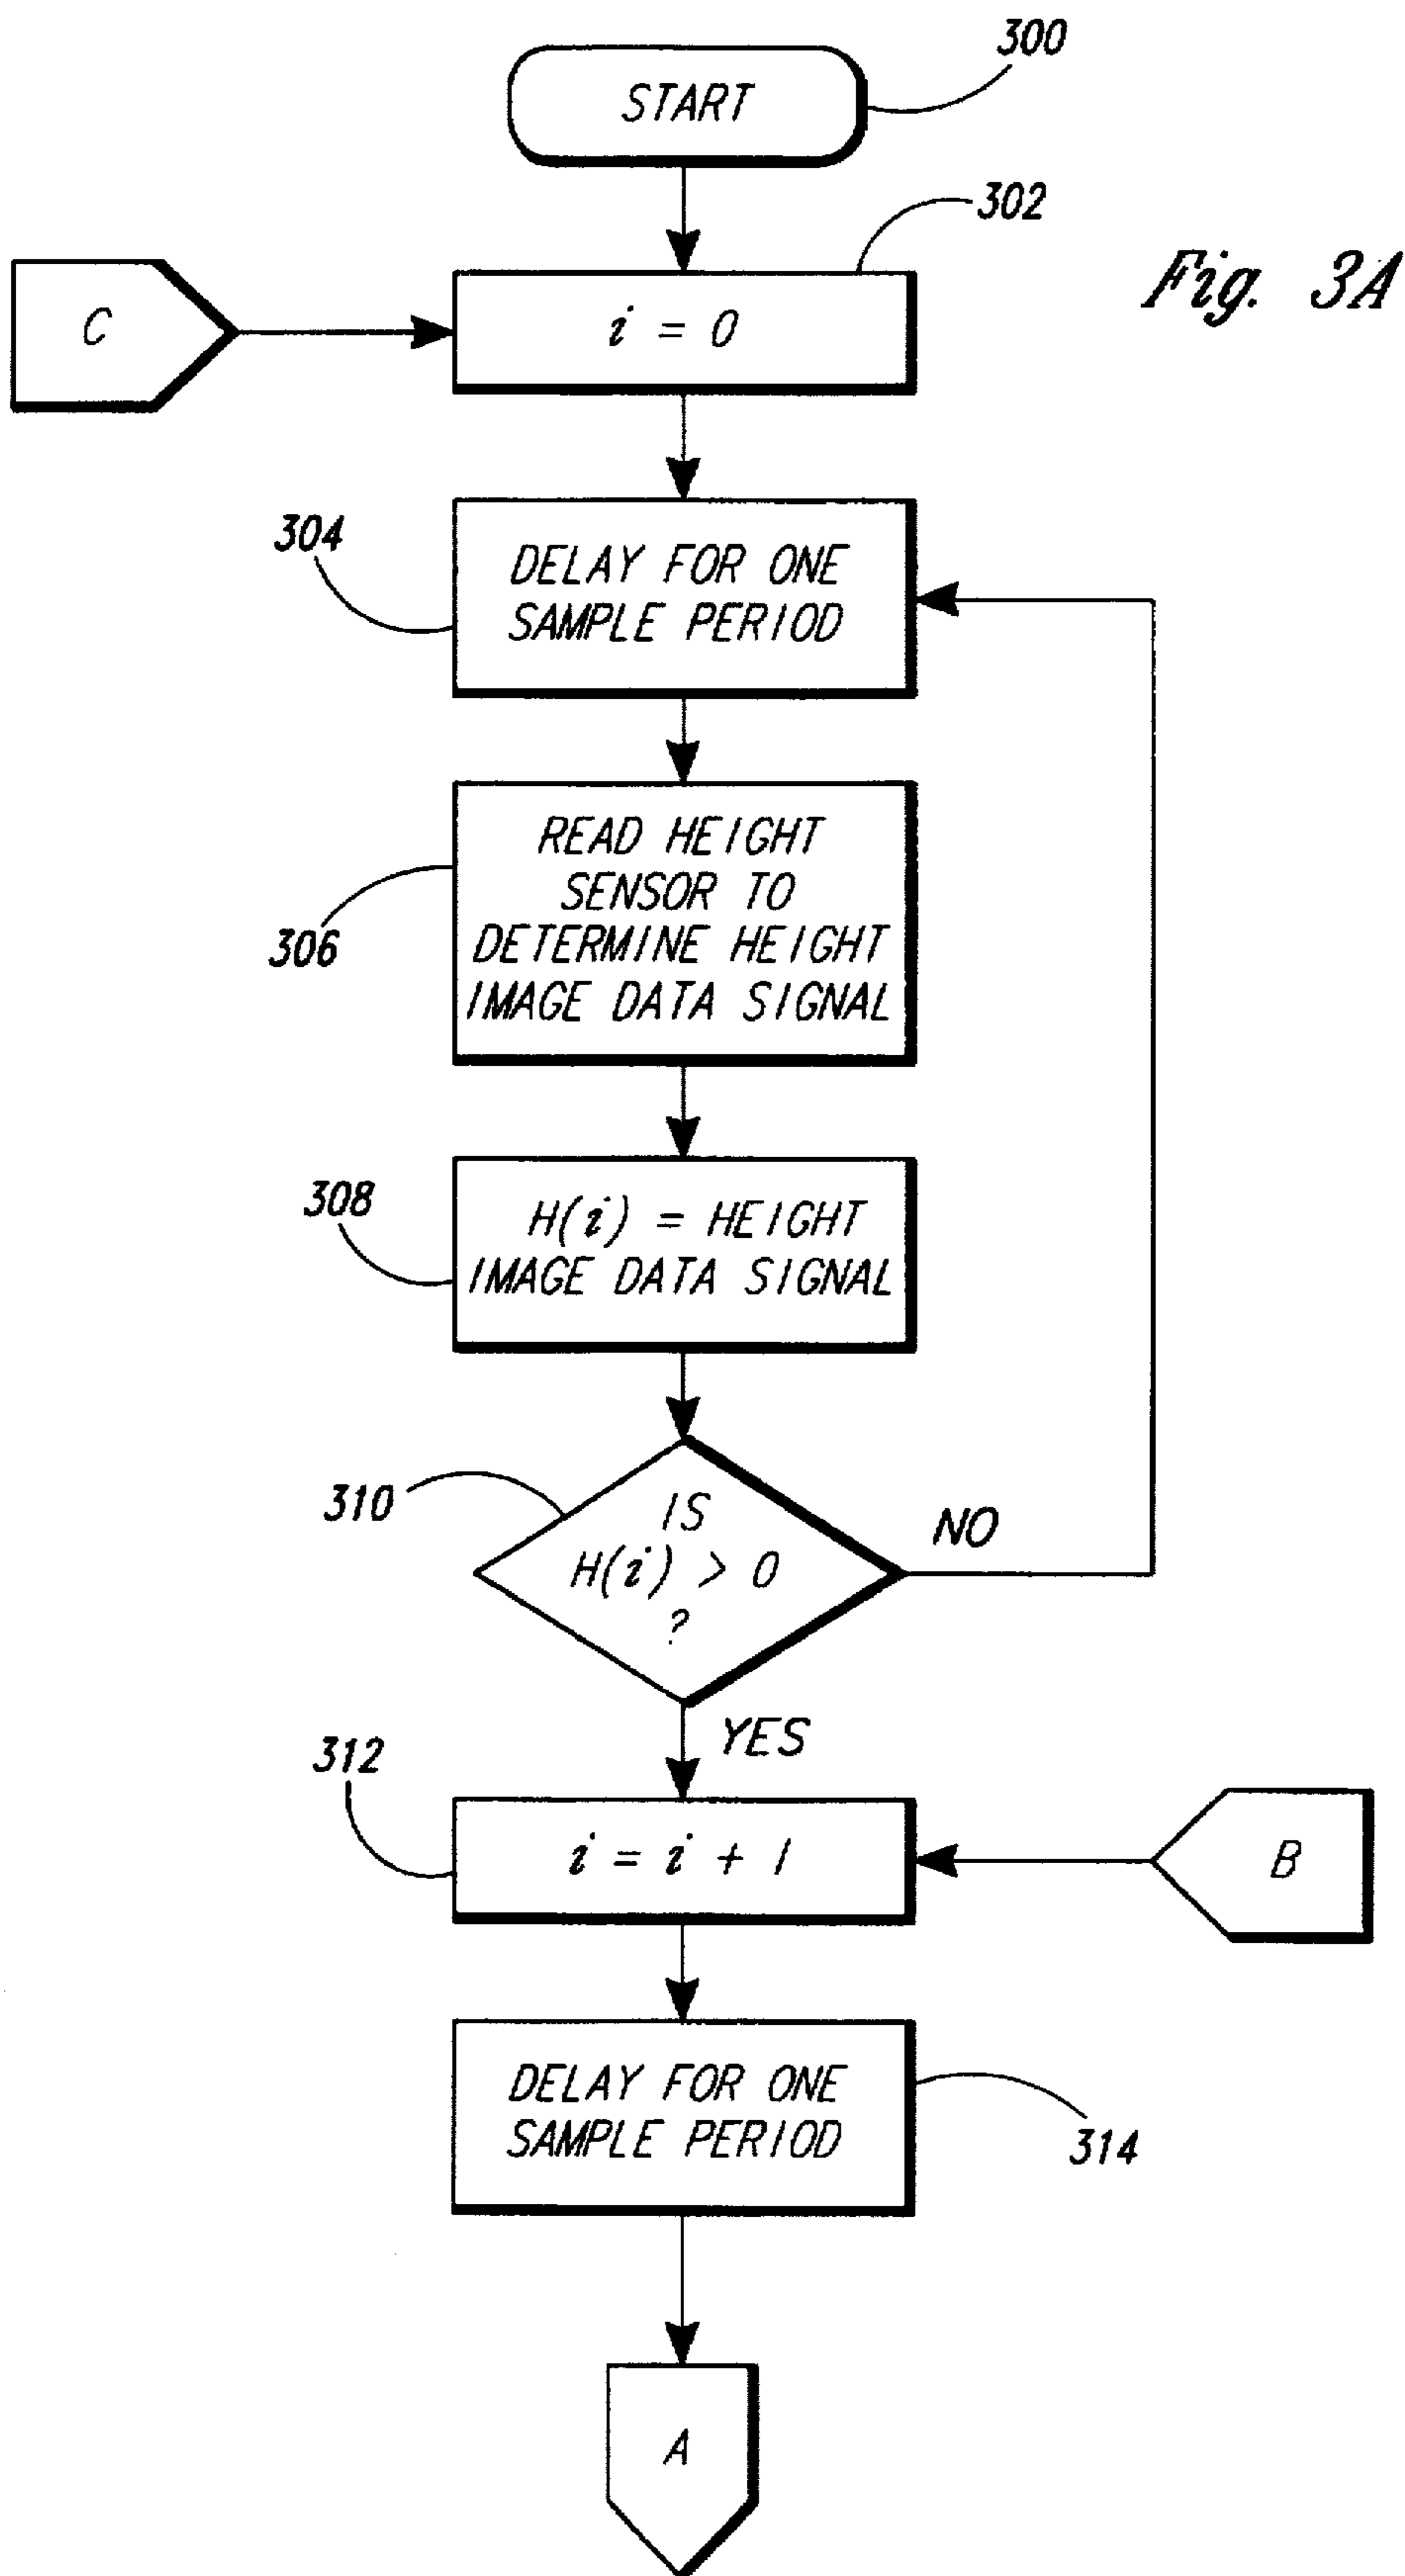 300
START
302
Fig. 3A
C
i = 0
304
DELAY FOR ONE
SAMPLE PERIOD
306
READ HEIGHT
SENSOR TO
DETERMINE HEIGHT
IMAGE DATA SIGNAL
308
H(i) = HEIGHT
IMAGE DATA SIGNAL
310
IS
H(i) > 0
?
NO
YES
312
i = i + 1
B
DELAY FOR ONE
SAMPLE PERIOD
314
A